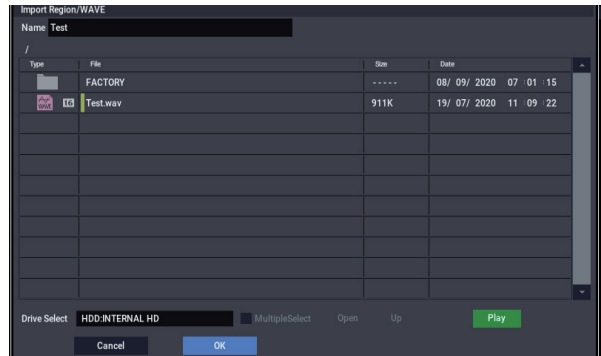 Import Region/WAVE
Name Test
/
Type File Size Date
FACTORY ----- 08/ 09/ 2020 07 :01 :15
WAVE 16 Test.wav 911K 19/ 07/ 2020 11 :09 :22
Drive Select HDD:INTERNAL HD MultipleSelect Open Up Play
Cancel OK